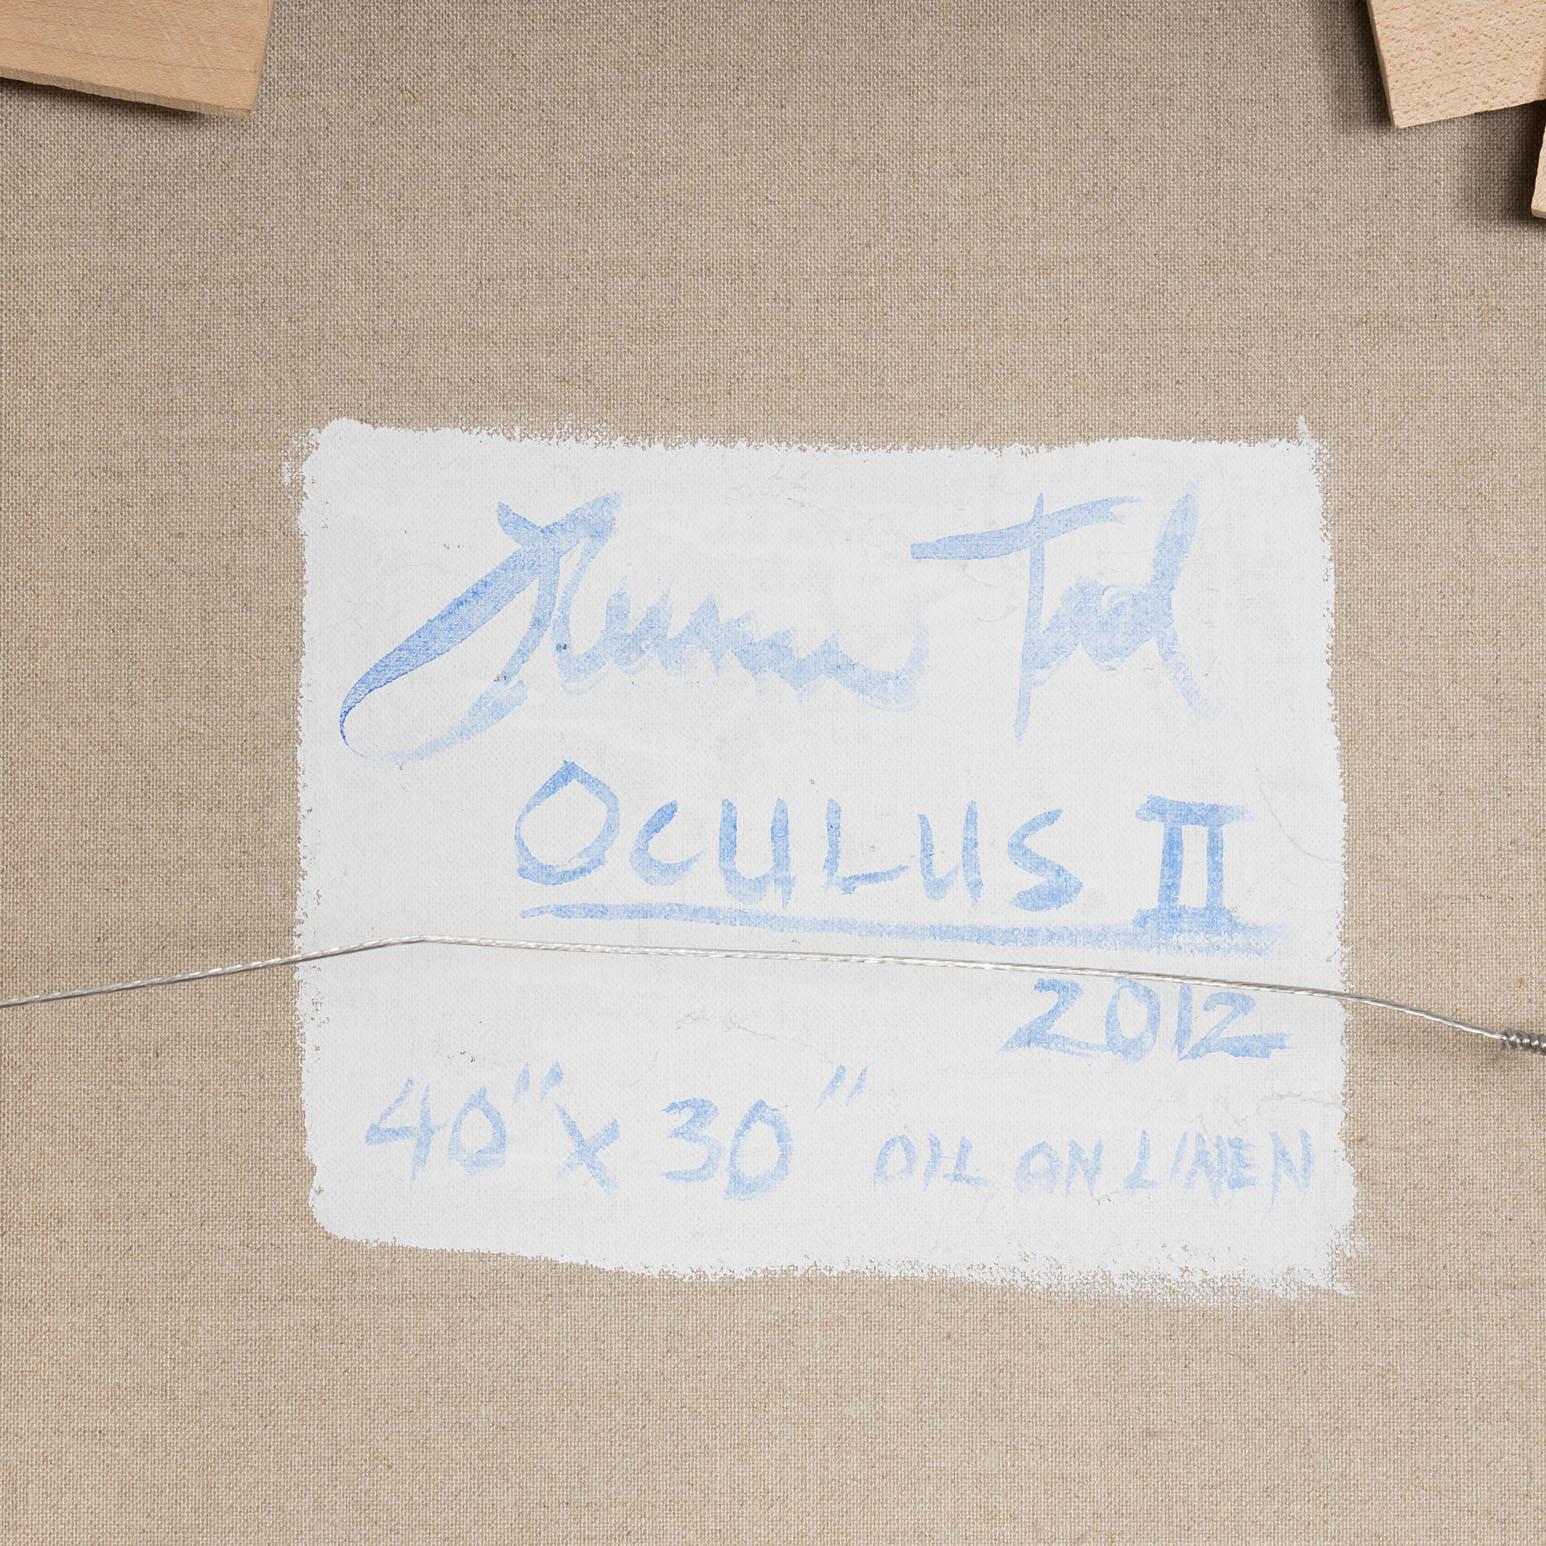 OCULUS II
2012
40" x 30" OIL ON LINEN